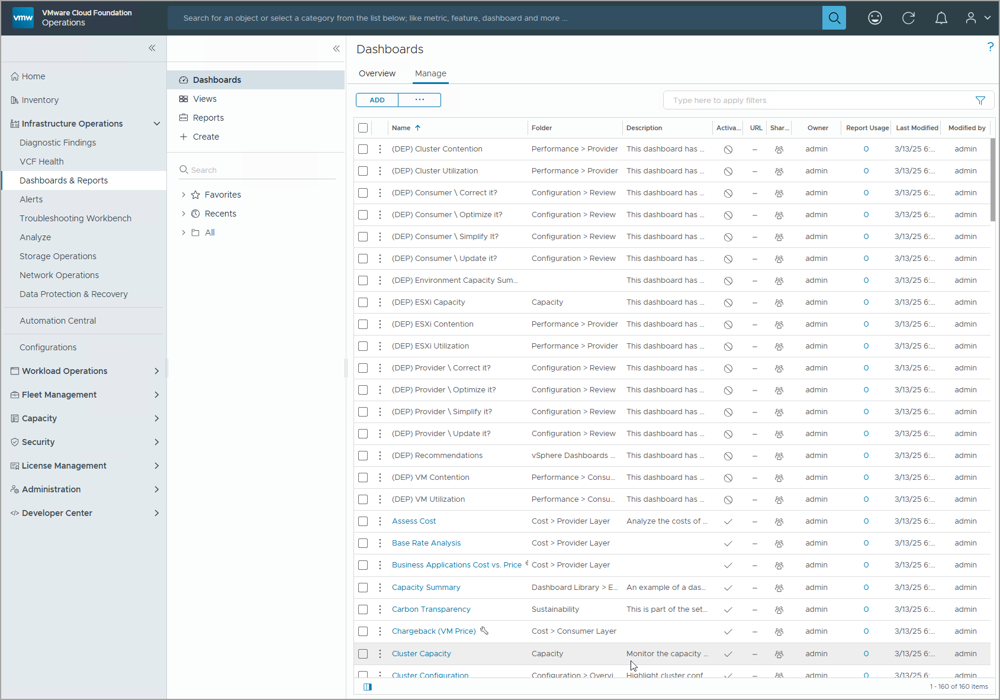 vmw
VMware Cloud Foundation
Operations
Search for an object or select a category from the list below; like metric, feature, dashboard and more ...
Home
Inventory
Infrastructure Operations
Diagnostic Findings
VCF Health
Dashboards & Reports
Alerts
Troubleshooting Workbench
Analyze
Storage Operations
Network Operations
Data Protection & Recovery
Automation Central
Configurations
Workload Operations
Fleet Management
Capacity
Security
License Management
Administration
Developer Center
Dashboards
Views
Reports
Create
Search
Favorites
Recents
All
Dashboards
?
Overview Manage
ADD ...
Type here to apply filters
Name Folder Description Activa... URL Shar... Owner Report Usage Last Modified Modified by
(DEP) Cluster Contention Performance > Provider This dashboard has ... – admin 0 3/13/25 6:... admin
(DEP) Cluster Utilization Performance > Provider This dashboard has ... – admin 0 3/13/25 6:... admin
(DEP) Consumer \ Correct it? Configuration > Review This dashboard has ... – admin 0 3/13/25 6:... admin
(DEP) Consumer \ Optimize it? Configuration > Review This dashboard has ... – admin 0 3/13/25 6:... admin
(DEP) Consumer \ Simplify It? Configuration > Review This dashboard has ... – admin 0 3/13/25 6:... admin
(DEP) Consumer \ Update it? Configuration > Review This dashboard has ... – admin 0 3/13/25 6:... admin
(DEP) Environment Capacity Sum... This dashboard has ... – admin 0 3/13/25 6:... admin
(DEP) ESXi Capacity Capacity This dashboard has ... – admin 0 3/13/25 6:... admin
(DEP) ESXi Contention Performance > Provider This dashboard has ... – admin 0 3/13/25 6:... admin
(DEP) ESXi Utilization Performance > Provider This dashboard has ... – admin 0 3/13/25 6:... admin
(DEP) Provider \ Correct it? Configuration > Review This dashboard has ... – admin 0 3/13/25 6:... admin
(DEP) Provider \ Optimize it? Configuration > Review This dashboard has ... – admin 0 3/13/25 6:... admin
(DEP) Provider \ Simplify it? Configuration > Review This dashboard has ... – admin 0 3/13/25 6:... admin
(DEP) Provider \ Update it? Configuration > Review This dashboard has ... – admin 0 3/13/25 6:... admin
(DEP) Recommendations vSphere Dashboards ... This dashboard has ... – admin 0 3/13/25 6:... admin
(DEP) VM Contention Performance > Consu... This dashboard has ... – admin 0 3/13/25 6:... admin
(DEP) VM Utilization Performance > Consu... This dashboard has ... – admin 0 3/13/25 6:... admin
Assess Cost Cost > Provider Layer Analyze the costs of ... – admin 0 3/13/25 6:... admin
Base Rate Analysis Cost > Provider Layer – admin 0 3/13/25 6:... admin
Business Applications Cost vs. Price Cost > Provider Layer – admin 0 3/13/25 6:... admin
Capacity Summary Dashboard Library > E... An example of a das... – admin 0 3/13/25 6:... admin
Carbon Transparency Sustainability This is part of the set... – admin 0 3/13/25 6:... admin
Chargeback (VM Price) Cost > Consumer Layer – admin 0 3/13/25 6:... admin
Cluster Capacity Capacity Monitor the capacity ... – admin 0 3/13/25 6:... admin
Cluster Configuration Configuration > Overvi Highlight cluster conf – admin 0 3/13/25 6: admin
1 - 160 of 160 items